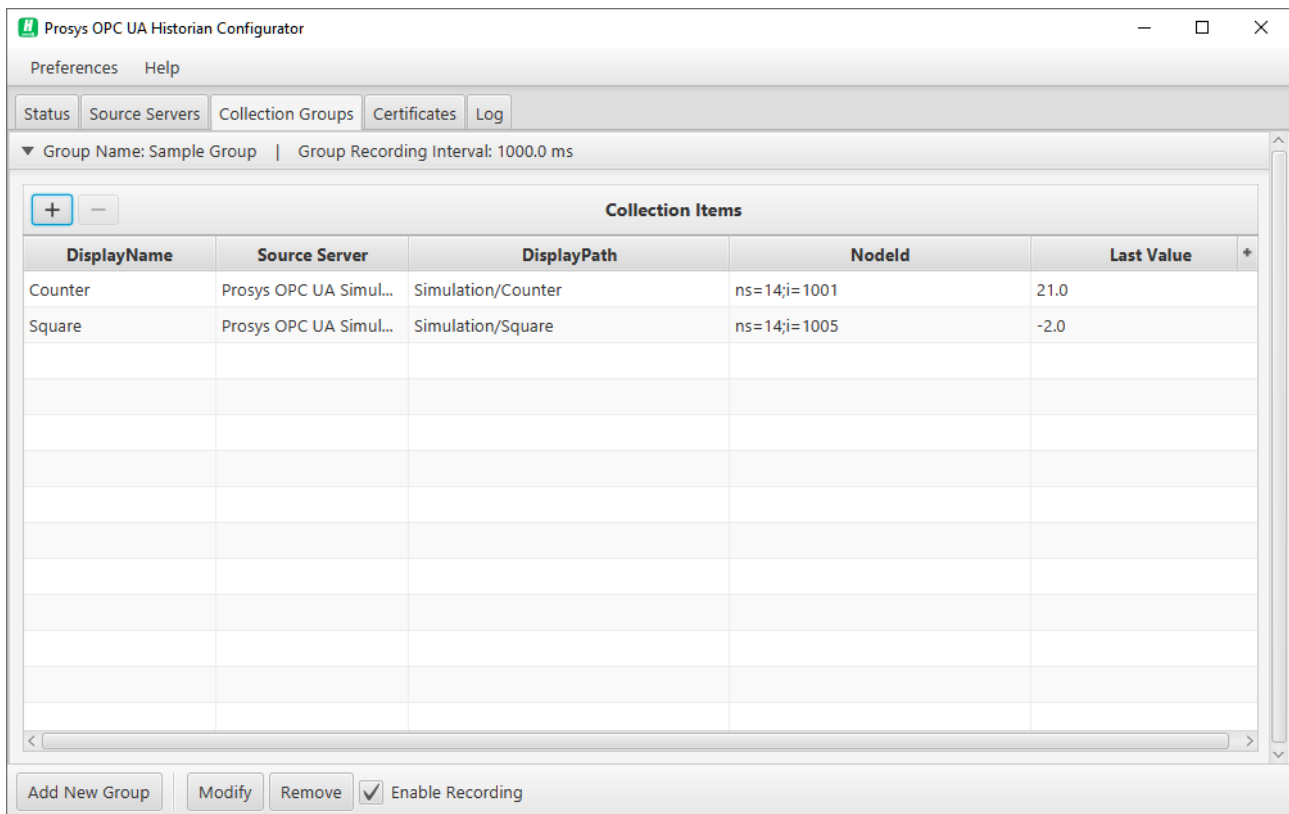 Prosys OPC UA Historian Configurator
Preferences Help
Status Source Servers Collection Groups Certificates Log
Group Name: Sample Group | Group Recording Interval: 1000.0 ms
+ − Collection Items
DisplayName Source Server DisplayPath NodeId Last Value +
Counter Prosys OPC UA Simul... Simulation/Counter ns=14;i=1001 21.0
Square Prosys OPC UA Simul... Simulation/Square ns=14;i=1005 -2.0
Add New Group Modify Remove Enable Recording